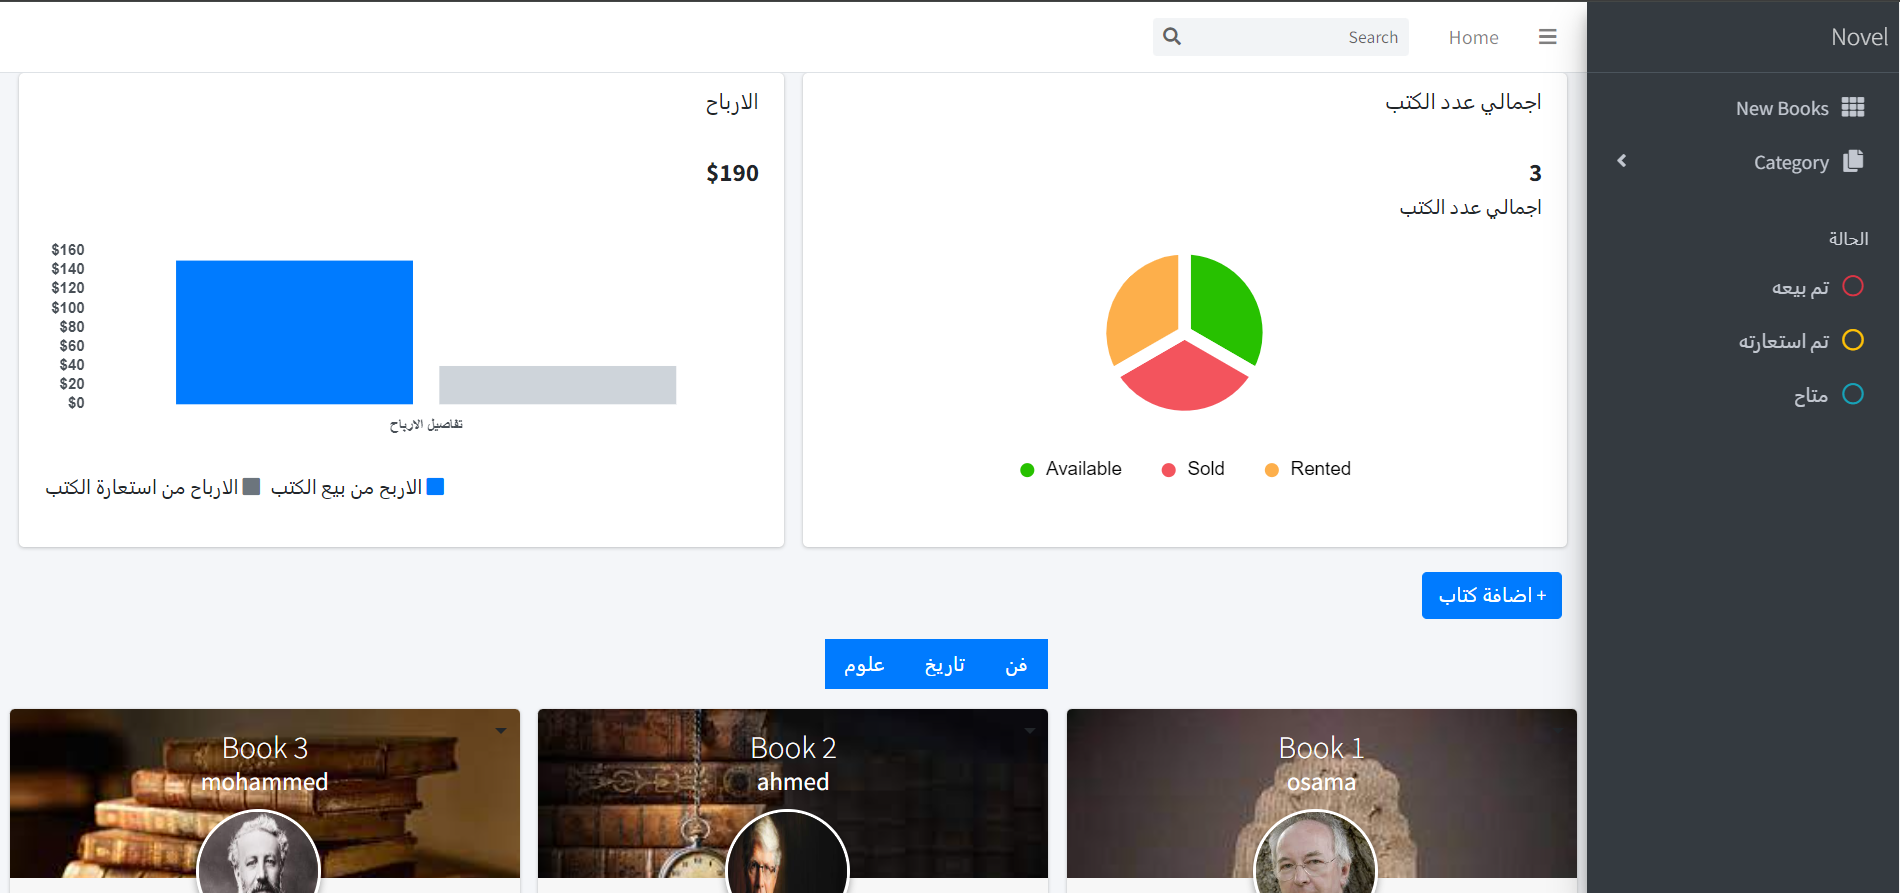 Novel
New Books
Category
الحالة
تم بيعه
تم استعارته
متاح
Home
Search
اجمالي عدد الكتب
3
اجمالي عدد الكتب
Available
Sold
Rented
الارباح
$190
$160
$140
$120
$100
$80
$60
$40
$20
$0
تفاصيل الارباح
الاربح من بيع الكتب
الارباح من استعارة الكتب
+ اضافة كتاب
فن
تاريخ
علوم
Book 1
osama
Book 2
ahmed
Book 3
mohammed